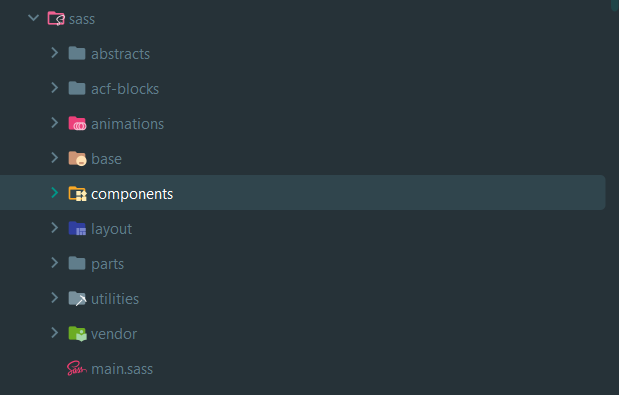 sass
abstracts
acf-blocks
animations
base
components
layout
parts
utilities
vendor
main.sass